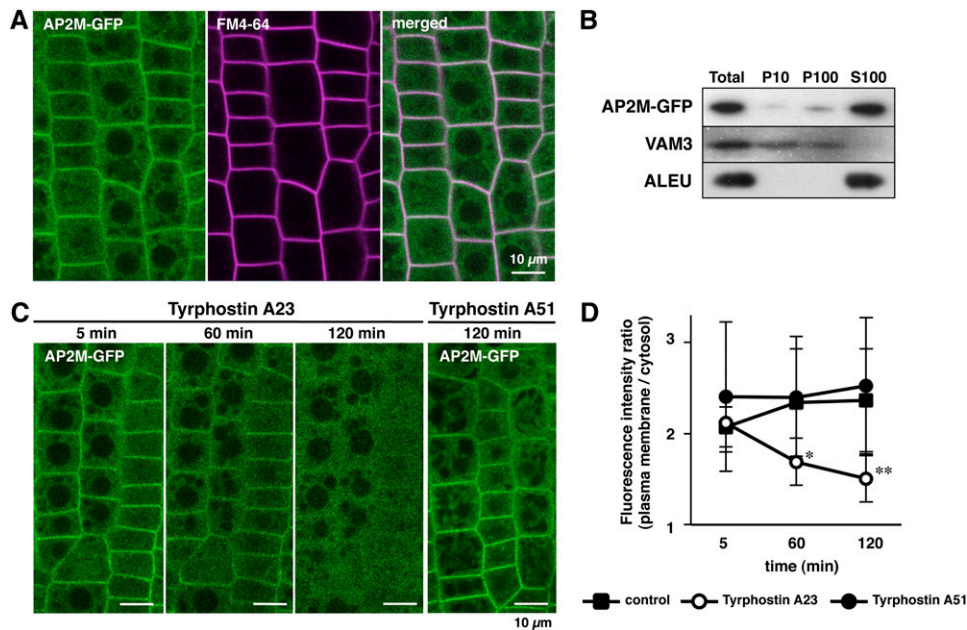 A
AP2M-GFP FM4-64 merged
10 µm
B
Total P10 P100 S100
AP2M-GFP
VAM3
ALEU
C
Tyrphostin A23 Tyrphostin A51
5 min 60 min 120 min 120 min
AP2M-GFP AP2M-GFP
10 µm
D
Fluorescence intensity ratio
(plasma membrane / cytosol)
3
2
1
*
**
5 60 120
time (min)
control Tyrphostin A23 Tyrphostin A51